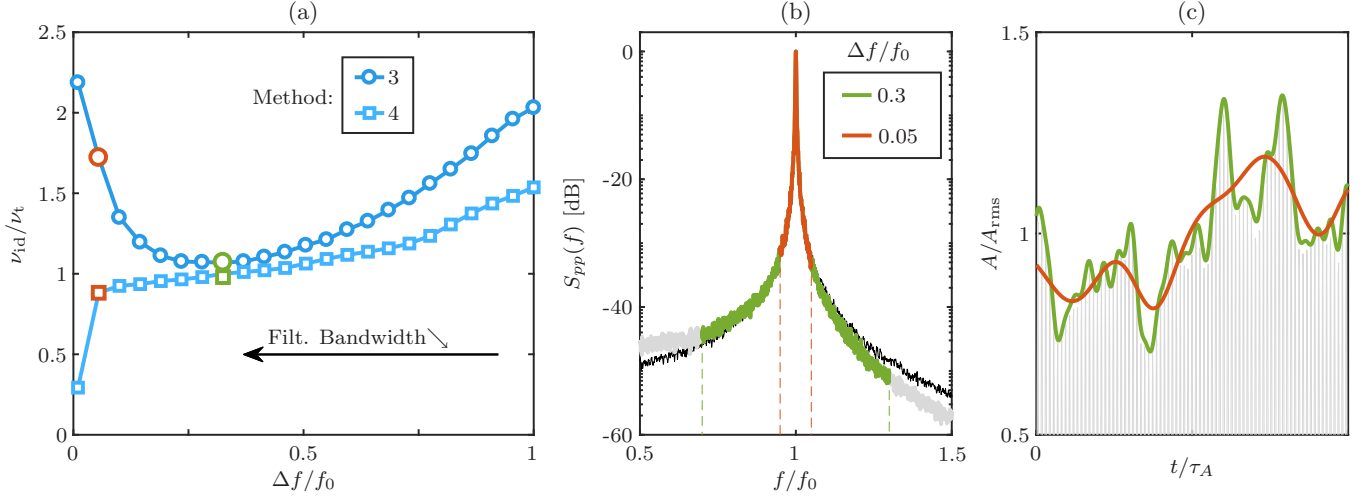 (a)
2.5
2
1.5
1
0.5
0
0
0.5
1
ν_id/ν_t
Δf/f_0
Method:
3
4
Filt. Bandwidth↘
(b)
0
-20
-40
-60
0.5
1
1.5
S_pp(f) [dB]
f/f_0
Δf/f_0
0.3
0.05
(c)
1.5
1
0.5
0
A/A_rms
t/τ_A